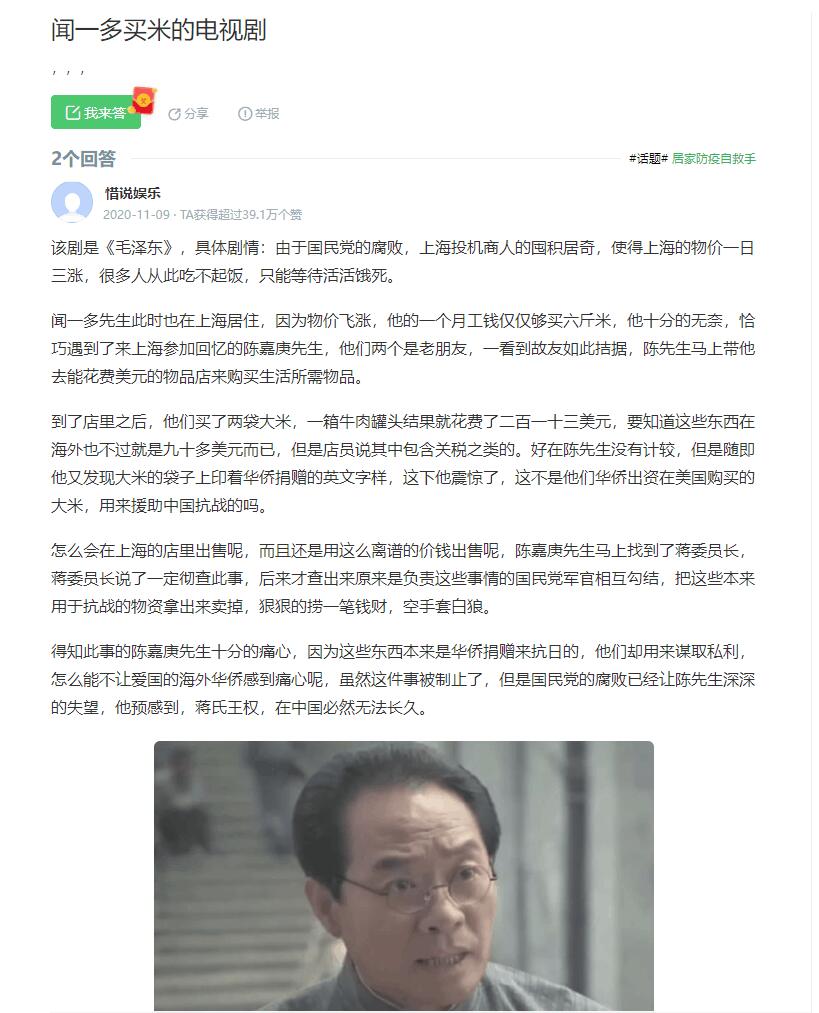 闻一多买米的电视剧
，，，
我来答
分享
举报
2个回答
#话题# 居家防疫自救手
惜说娱乐
2020-11-09 · TA获得超过39.1万个赞
该剧是《毛泽东》，具体剧情：由于国民党的腐败，上海投机商人的囤积居奇，使得上海的物价一日
三涨，很多人从此吃不起饭，只能等待活活饿死。
闻一多先生此时也在上海居住，因为物价飞涨，他的一个月工钱仅仅够买六斤米，他十分的无奈，恰
巧遇到了来上海参加回忆的陈嘉庚先生，他们两个是老朋友，一看到故友如此拮据，陈先生马上带他
去能花费美元的物品店来购买生活所需物品。
到了店里之后，他们买了两袋大米，一箱牛肉罐头结果就花费了二百一十三美元，要知道这些东西在
海外也不过就是九十多美元而已，但是店员说其中包含关税之类的。好在陈先生没有计较，但是随即
他又发现大米的袋子上印着华侨捐赠的英文字样，这下他震惊了，这不是他们华侨出资在美国购买的
大米，用来援助中国抗战的吗。
怎么会在上海的店里出售呢，而且还是用这么离谱的价钱出售呢，陈嘉庚先生马上找到了蒋委员长，
蒋委员长说了一定彻查此事，后来才查出来原来是负责这些事情的国民党军官相互勾结，把这些本来
用于抗战的物资拿出来卖掉，狠狠的捞一笔钱财，空手套白狼。
得知此事的陈嘉庚先生十分的痛心，因为这些东西本来是华侨捐赠来抗日的，他们却用来谋取私利，
怎么能不让爱国的海外华侨感到痛心呢，虽然这件事被制止了，但是国民党的腐败已经让陈先生深深
的失望，他预感到，蒋氏王权，在中国必然无法长久。